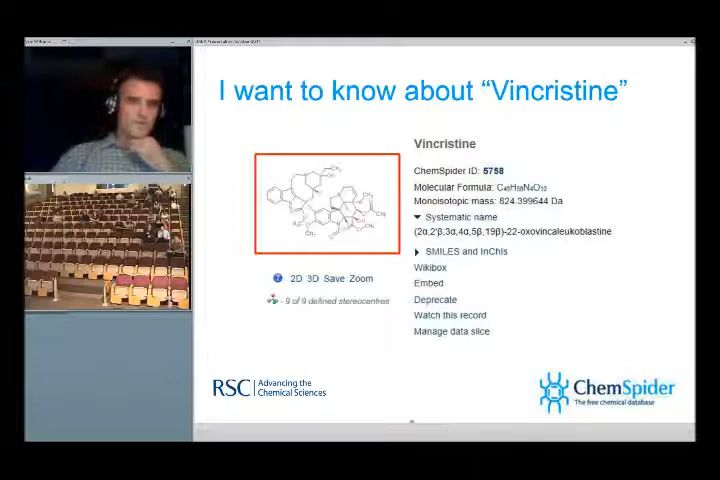 I want to know about “Vincristine”
Vincristine
ChemSpider ID: 5758
Molecular Formula: C₄₆H₅₆N₄O₁₀
Monoisotopic mass: 824.399644 Da
Systematic name
(2α,2'β,3α,4α,5β,19β)-22-oxovincaleukoblastine
SMILES and InChIs
Wikibox
Embed
Deprecate
Watch this record
Manage data slice
2D 3D Save Zoom
- 9 of 9 defined stereocentres
RSC Advancing the
Chemical Sciences
ChemSpider
The free chemical database